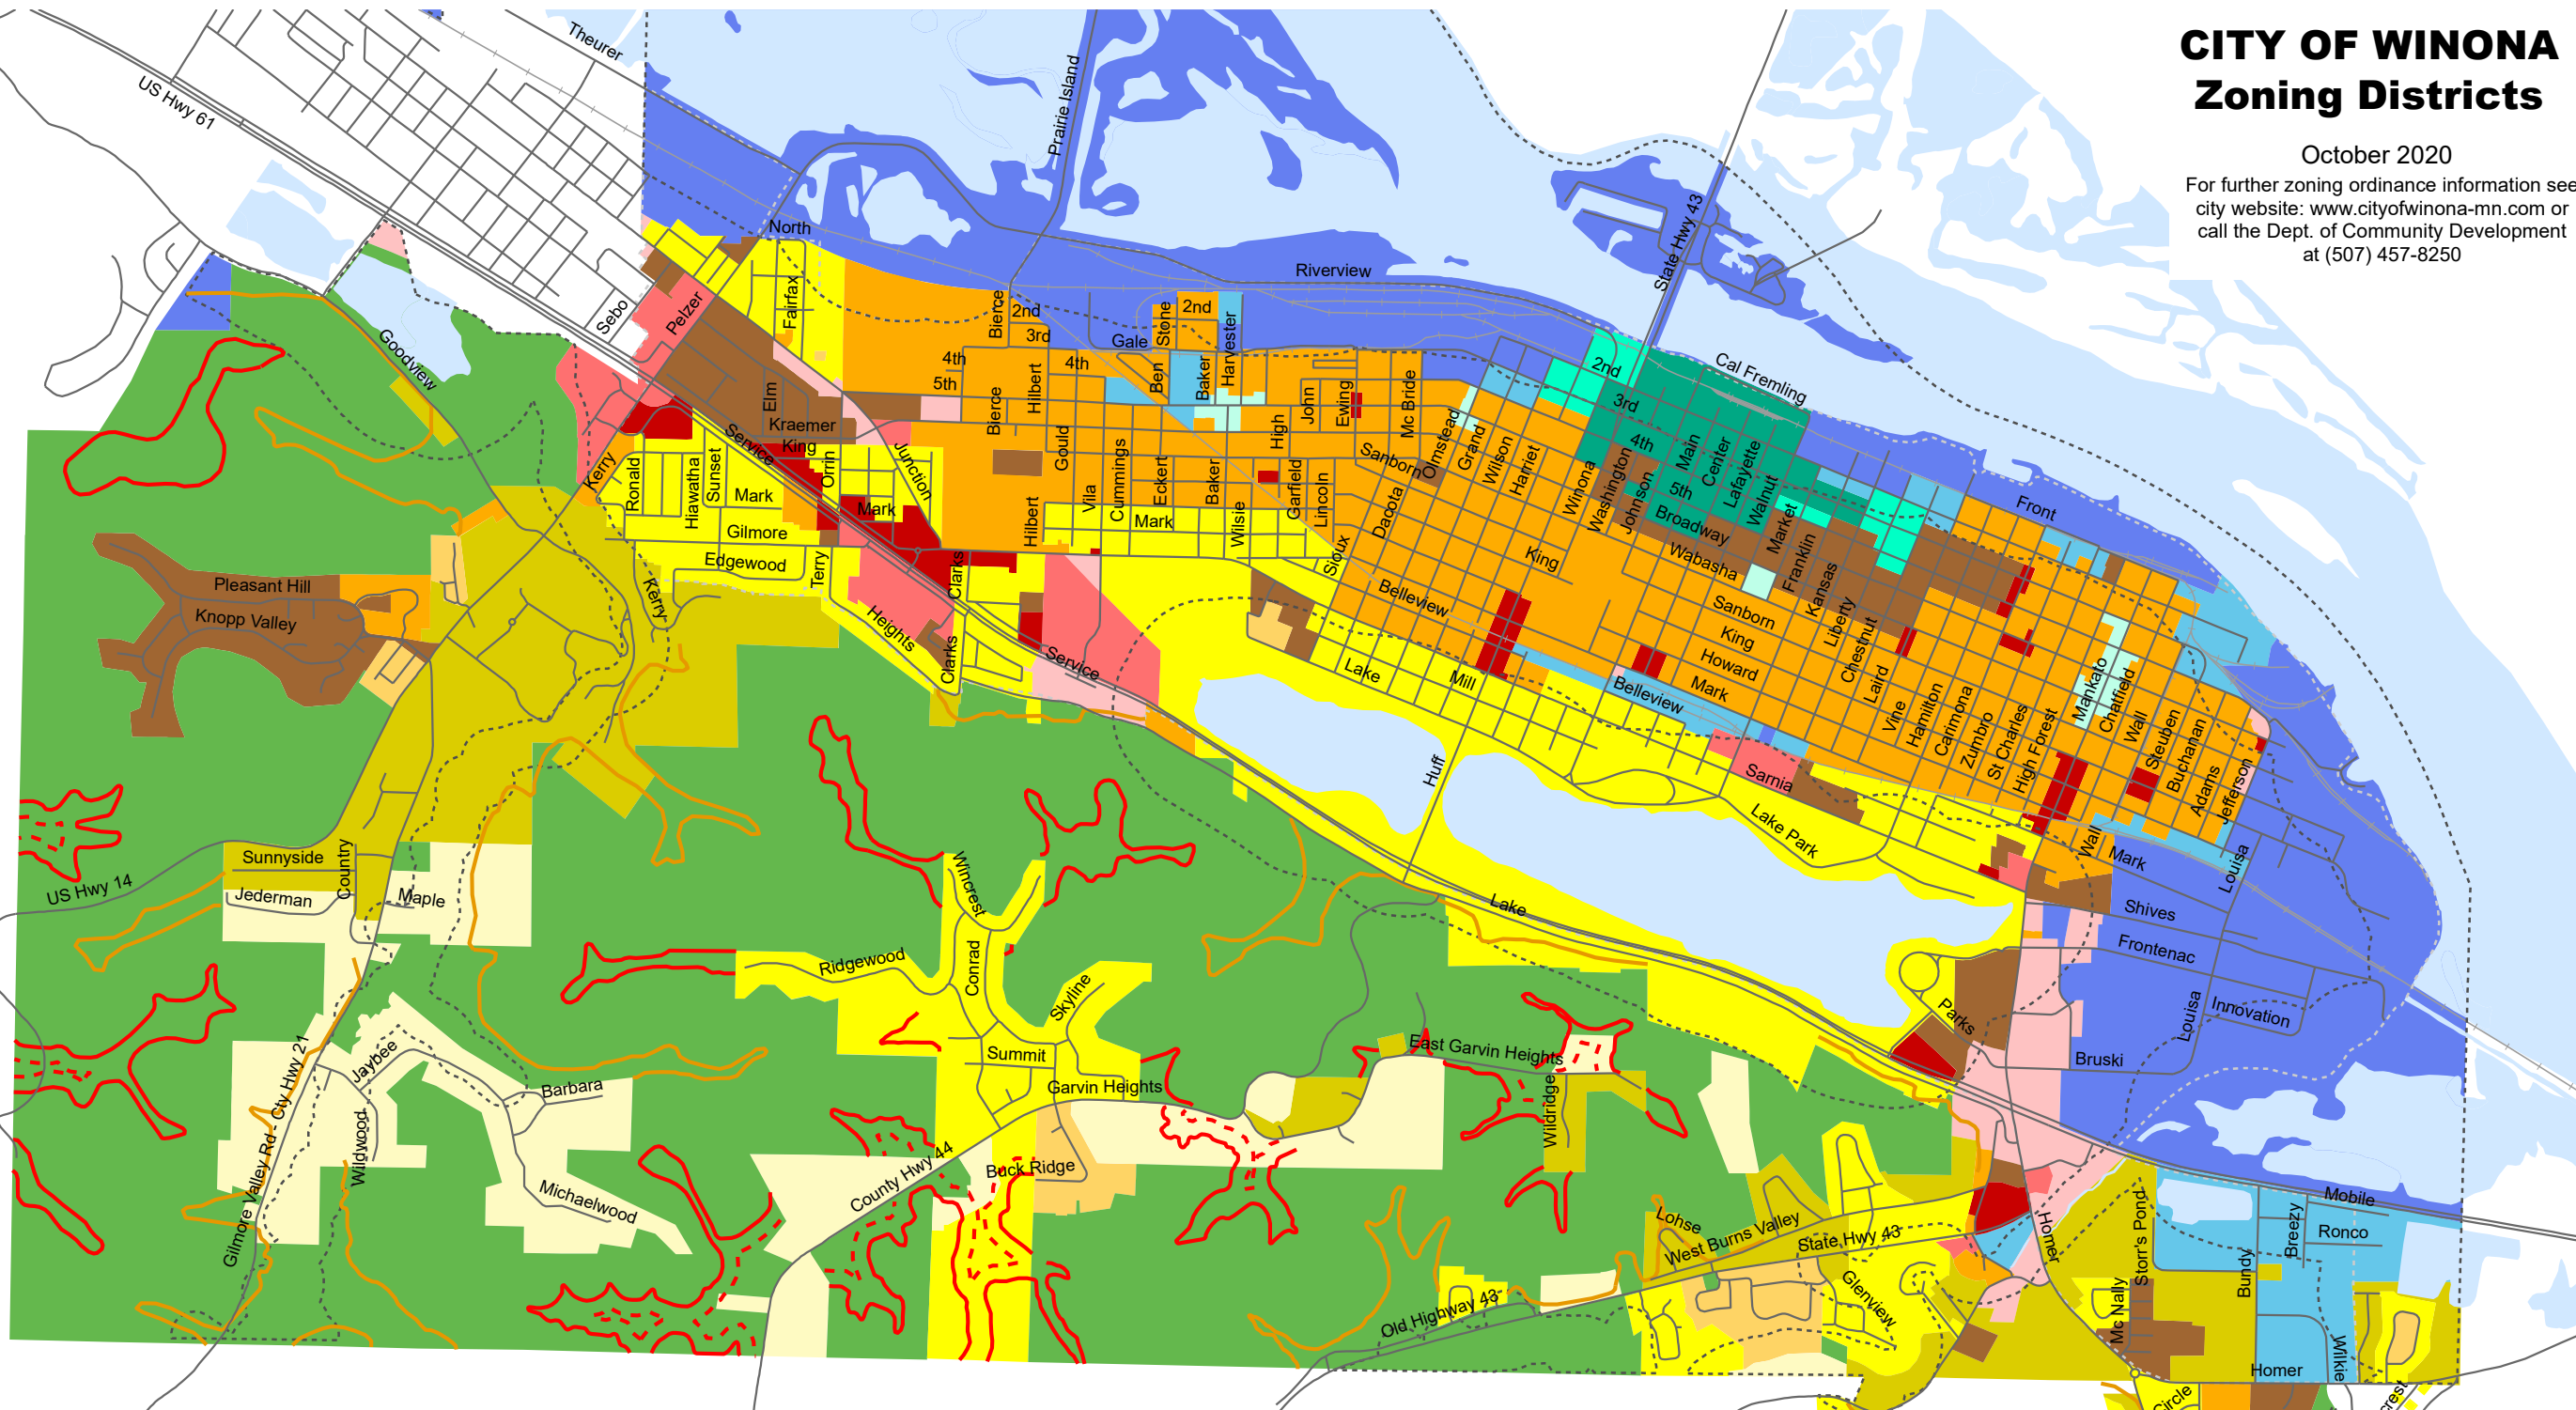 CITY OF WINONA
Zoning Districts
October 2020
For further zoning ordinance information see
city website: www.cityofwinona-mn.com or
call the Dept. of Community Development
at (507) 457-8250
Theurer
US Hwy 61
Prairie Island
North
State Hwy 43
Riverview
Sebo
Pelzer
Fairfax
Bierce
2nd
3rd
Stone
2nd
Gale
Harvester
4th
4th
5th
Ben
Baker
Hilbert
Bierce
Goodview
Elm
Kraemer
King
Service
Orrin
Junction
Gould
Cummings
Eckert
Baker
High
John
Ewing
Mc Bride
Olmstead
Grand
Sanborn
Wilson
Harriet
Winona
2nd
3rd
4th
5th
Cal Fremling
Main
Center
Lafayette
Walnut
Washington
Johnson
Broadway
Market
Wabasha
Franklin
Kansas
Liberty
Chestnut
Front
Kerry
Ronald
Hiawatha
Sunset
Mark
Mark
Gilmore
Edgewood
Terry
Kerry
Hilbert
Vila
Mark
Wilsie
Garfield
Lincoln
Sioux
Dacota
King
Belleview
Sanborn
King
Howard
Mark
Belleview
Laird
Vine
Hamilton
Carimona
Zumbro
St Charles
High Forest
Mankato
Chatfield
Wall
Steuben
Buchanan
Adams
Jefferson
Pleasant Hill
Knopp Valley
Heights
Clarks
Clarks
Service
Lake
Mill
Huff
Sarnia
Lake Park
Wall
Mark
Louisa
Shives
Frontenac
Louisa
Innovation
Bruski
Parks
Lake
Sunnyside
Country
Jederman
US Hwy 14
Maple
Wincrest
Ridgewood
Conrad
Skyline
Summit
Garvin Heights
East Garvin Heights
Wildridge
Gilmore Valley Rd - Cty Hwy 21
Jaybee
Barbara
Wildwood
Michaelwood
County Hwy 44
Buck Ridge
Lohse
West Burns Valley
State Hwy 43
Glenview
Old Highway 43
Homer
Storr's Pond
Mc Nally
Mobile
Breezy
Ronco
Bundy
Wilkie
Homer
Circle
crest